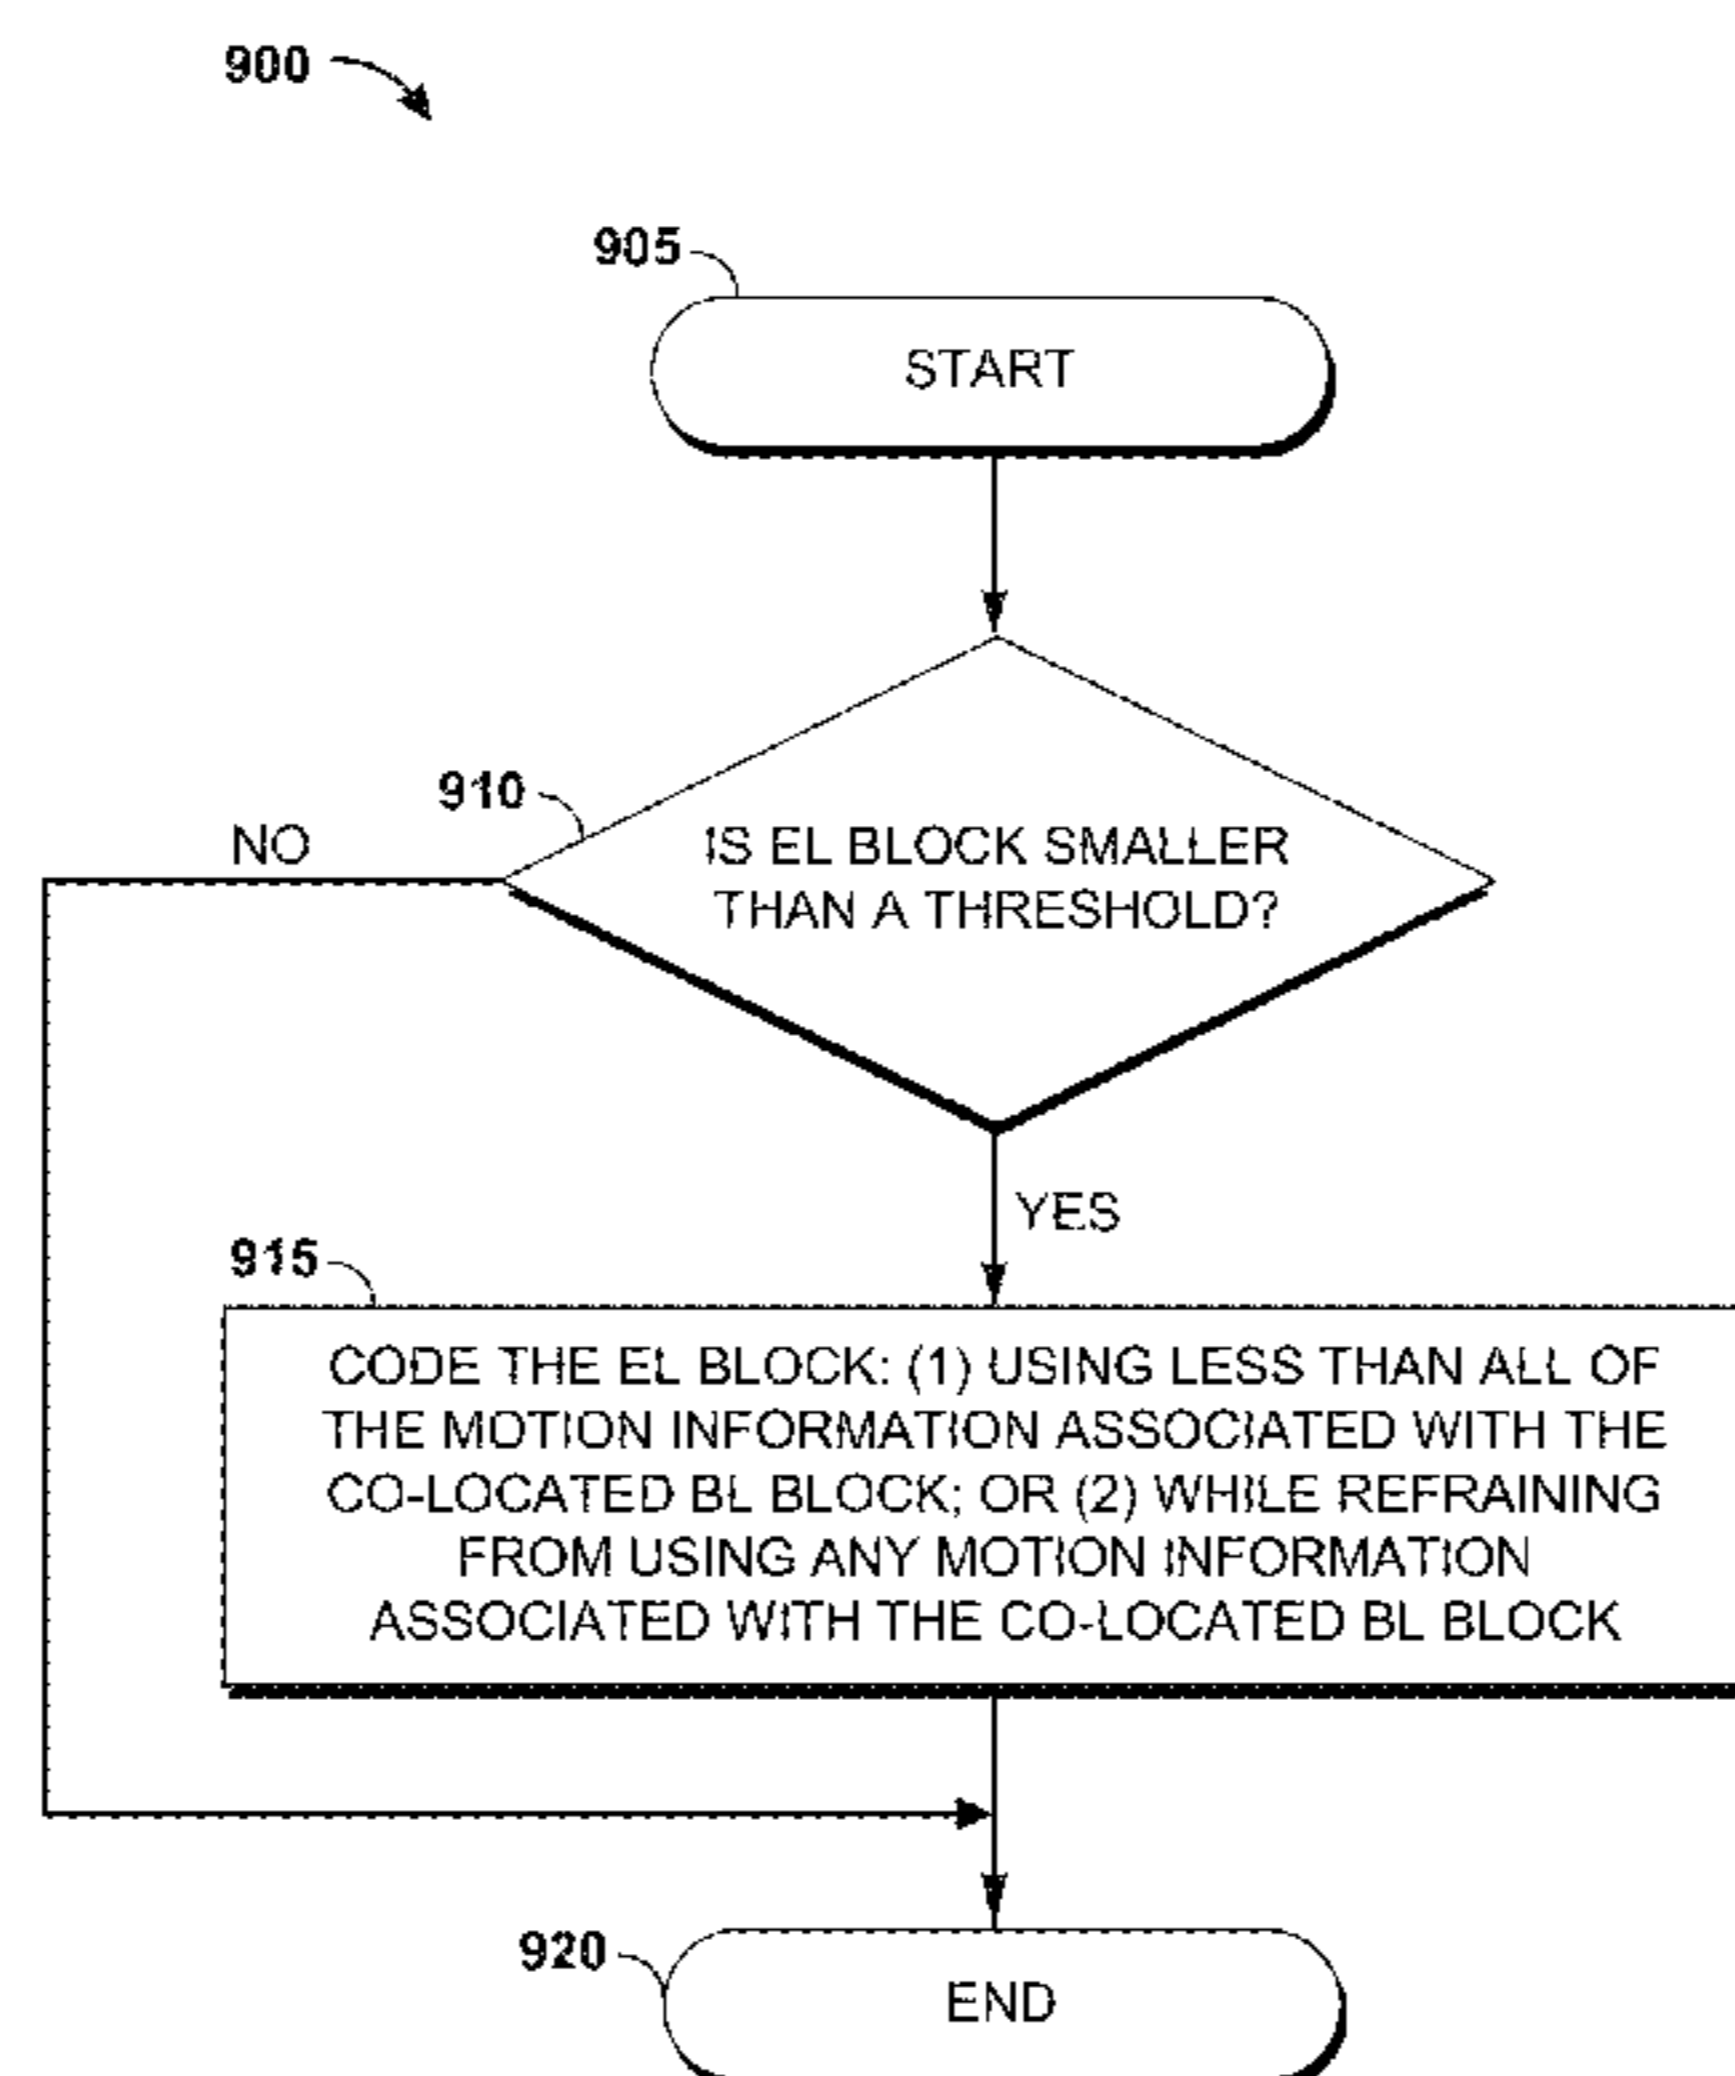 900
905
START
910
NO
IS EL BLOCK SMALLER
THAN A THRESHOLD?
YES
915
CODE THE EL BLOCK: (1) USING LESS THAN ALL OF
THE MOTION INFORMATION ASSOCIATED WITH THE
CO-LOCATED BL BLOCK; OR (2) WHILE REFRAINING
FROM USING ANY MOTION INFORMATION
ASSOCIATED WITH THE CO-LOCATED BL BLOCK
920
END